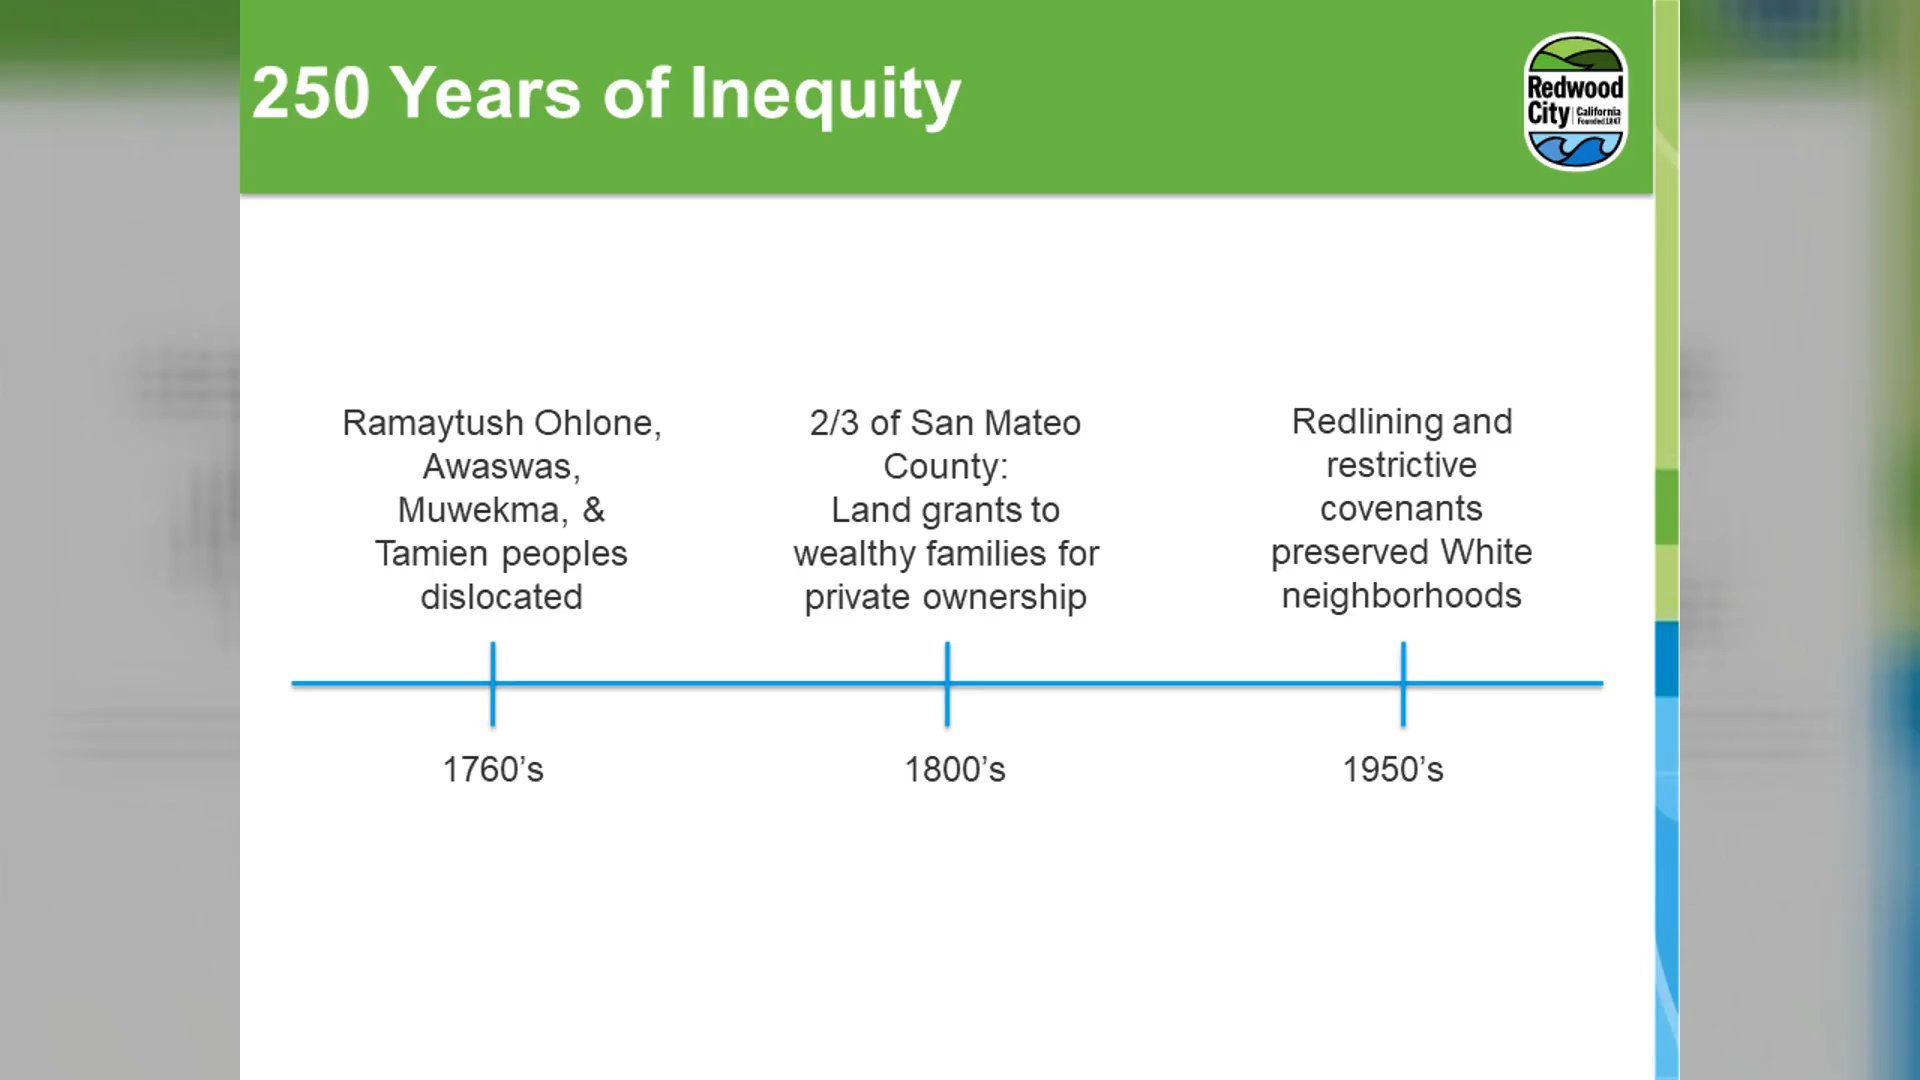 250 Years of Inequity
Redwood
City
California
Founded 1867
Ramaytush Ohlone,
Awaswas,
Muwekma, &
Tamien peoples
dislocated
2/3 of San Mateo
County:
Land grants to
wealthy families for
private ownership
Redlining and
restrictive
covenants
preserved White
neighborhoods
1760’s
1800’s
1950’s